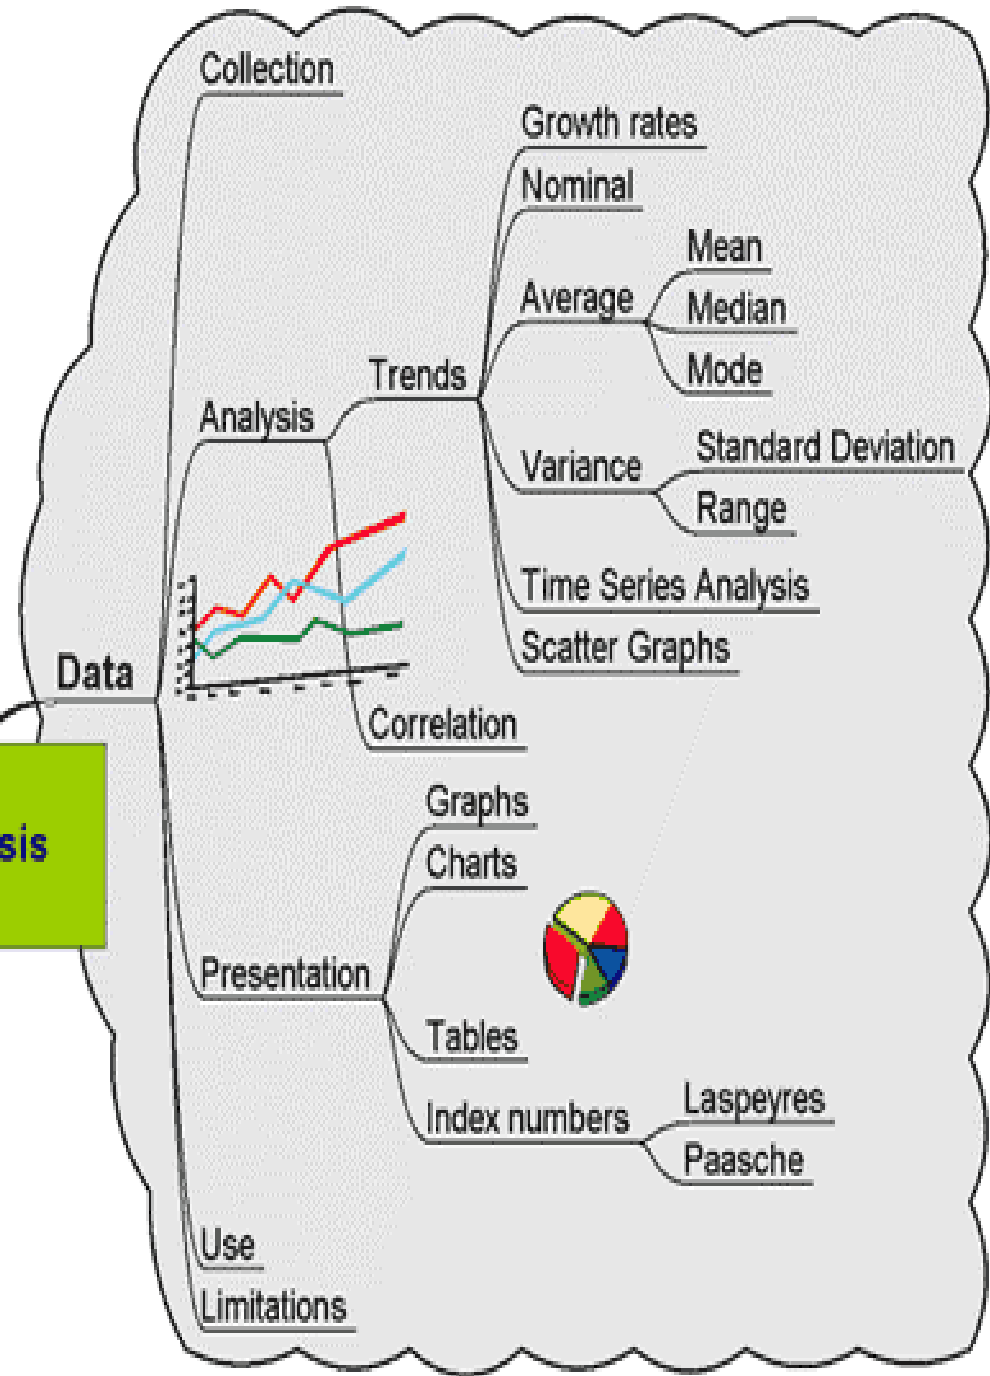 Collection
Growth rates
Nominal
Mean
Average
Median
Mode
Trends
Analysis
Standard Deviation
Variance
Range
Time Series Analysis
Scatter Graphs
Data
Correlation
Graphs
Charts
sis
Presentation
Tables
Index numbers
Laspeyres
Paasche
Use
Limitations